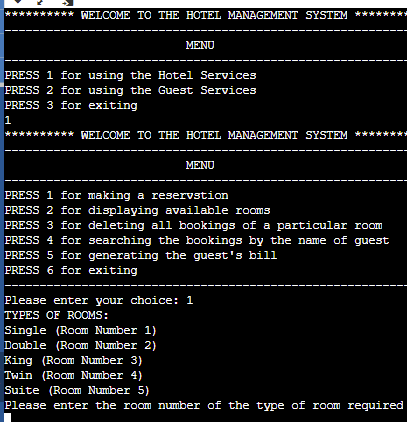 ********** WELCOME TO THE HOTEL MANAGEMENT SYSTEM ********
----------------------------------------------------------
MENU
----------------------------------------------------------
PRESS 1 for using the Hotel Services
PRESS 2 for using the Guest Services
PRESS 3 for exiting
1
********** WELCOME TO THE HOTEL MANAGEMENT SYSTEM ********
----------------------------------------------------------
MENU
----------------------------------------------------------
PRESS 1 for making a reservstion
PRESS 2 for displaying available rooms
PRESS 3 for deleting all bookings of a particular room
PRESS 4 for searching the bookings by the name of guest
PRESS 5 for generating the guest's bill
PRESS 6 for exiting
----------------------------------------------------------
Please enter your choice: 1
TYPES OF ROOMS:
Single (Room Number 1)
Double (Room Number 2)
King (Room Number 3)
Twin (Room Number 4)
Suite (Room Number 5)
Please enter the room number of the type of room required